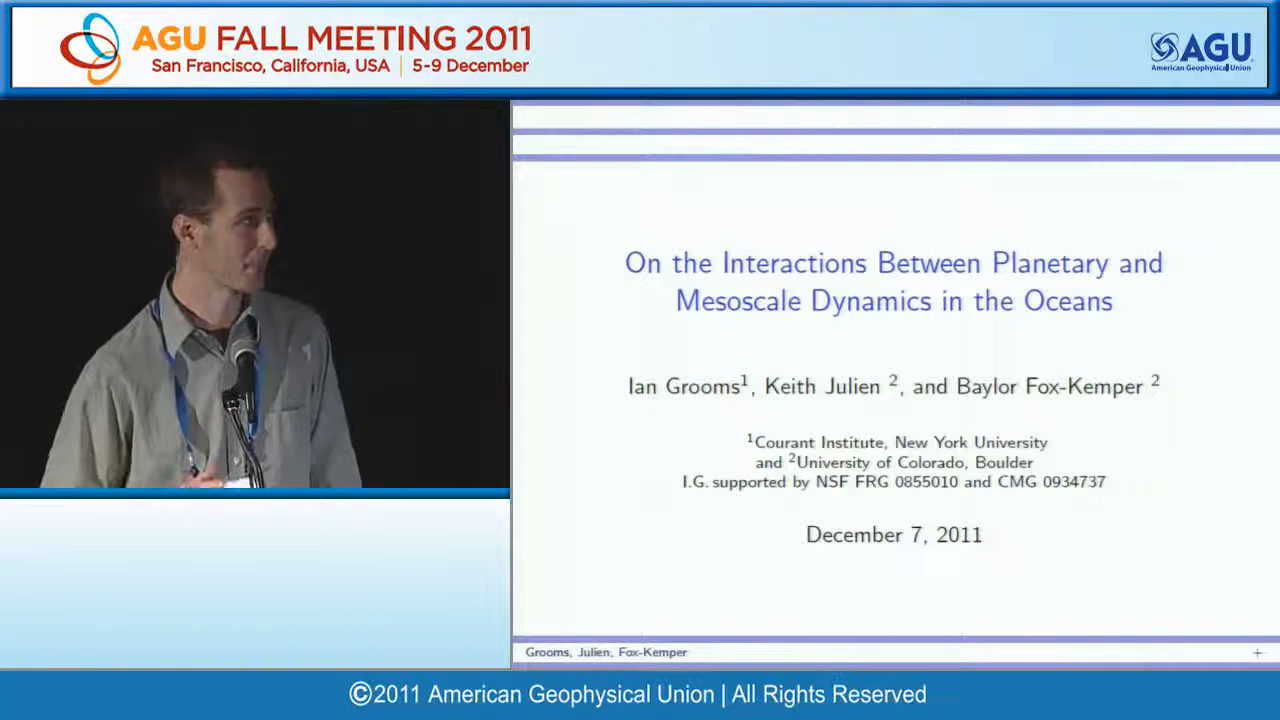 AGU FALL MEETING 2011
San Francisco, California, USA | 5-9 December
AGU
American Geophysical Union
On the Interactions Between Planetary and
Mesoscale Dynamics in the Oceans
Ian Grooms¹, Keith Julien ², and Baylor Fox-Kemper ²
¹Courant Institute, New York University
and ²University of Colorado, Boulder
I.G. supported by NSF FRG 0855010 and CMG 0934737
December 7, 2011
Grooms, Julien, Fox-Kemper
+
©2011 American Geophysical Union | All Rights Reserved